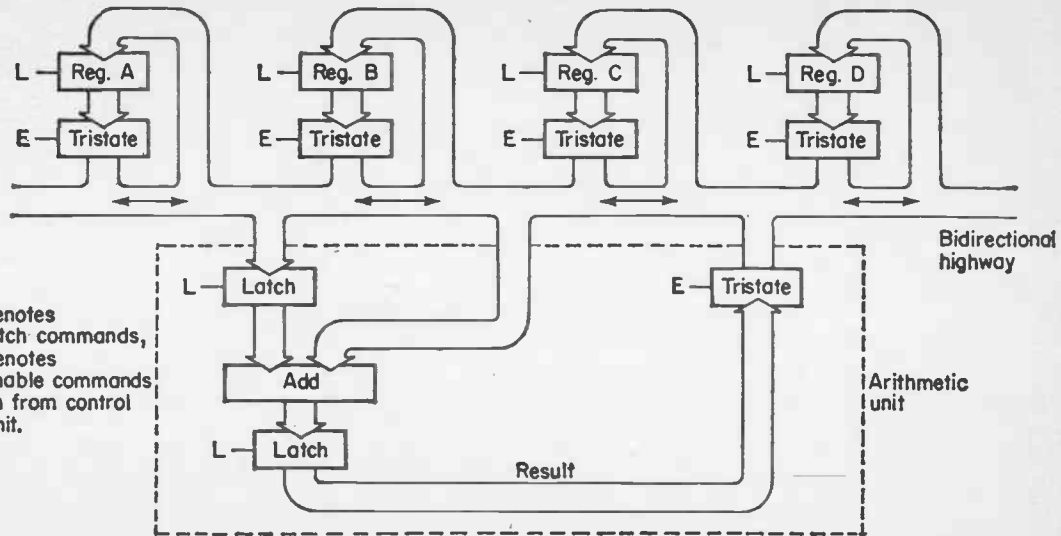 L Reg. A L Reg. B L Reg. C L Reg. D
E Tristate E Tristate E Tristate E Tristate
Bidirectional
highway
L Latch
E Tristate
enotes
tch commands,
enotes
nable commands
n from control
nit.
Add
Arithmetic
unit
L Latch
Result